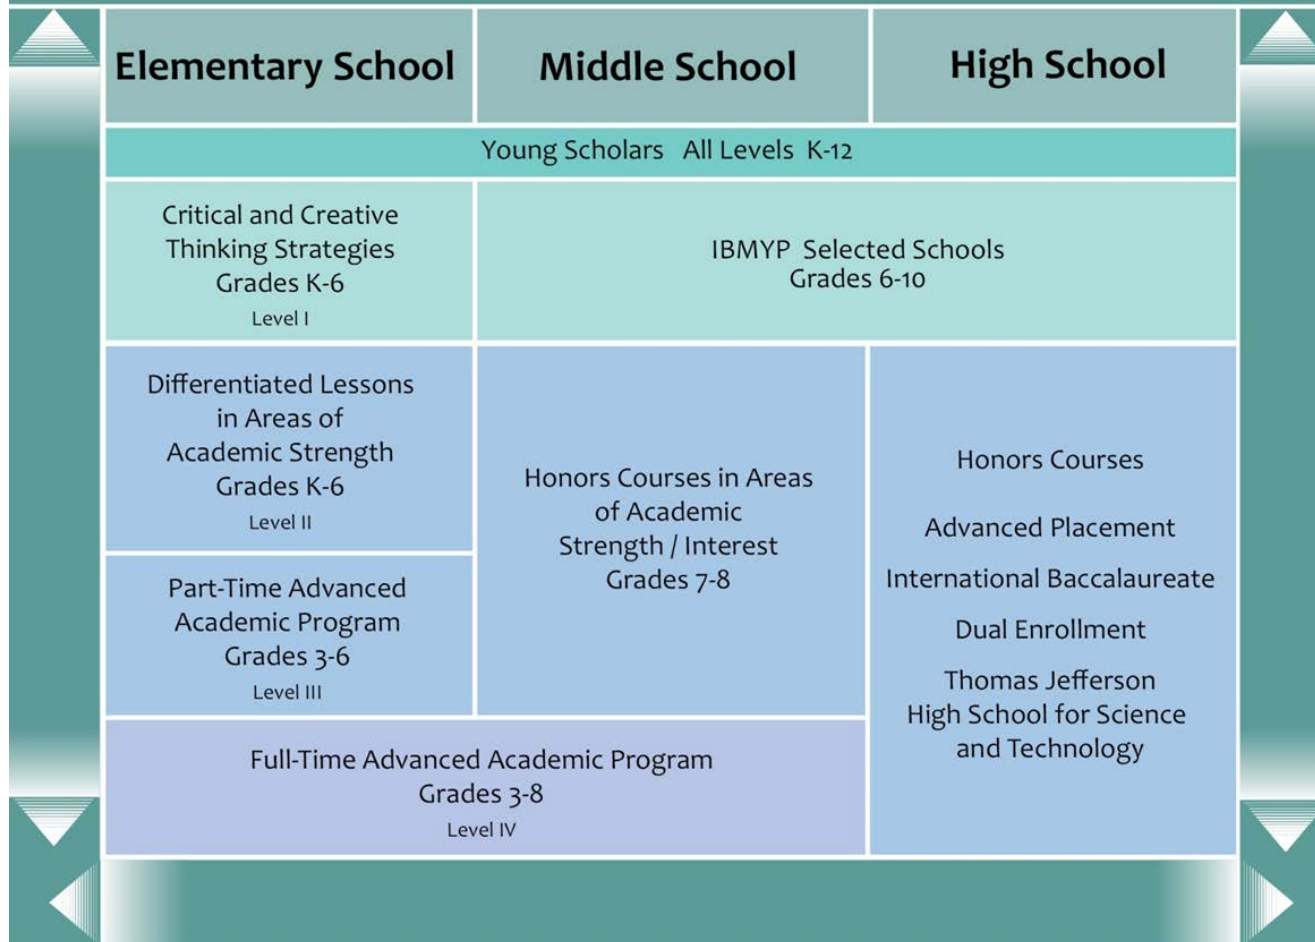 Elementary School
Middle School
High School
Young Scholars   All Levels  K-12
Critical and Creative
Thinking Strategies
Grades K-6
Level I
IBMYP  Selected Schools
Grades 6-10
Differentiated Lessons
in Areas of
Academic Strength
Grades K-6
Level II
Part-Time Advanced
Academic Program
Grades 3-6
Level III
Honors Courses in Areas
of Academic
Strength / Interest
Grades 7-8
Honors Courses
Advanced Placement
International Baccalaureate
Dual Enrollment
Thomas Jefferson
High School for Science
and Technology
Full-Time Advanced Academic Program
Grades 3-8
Level IV